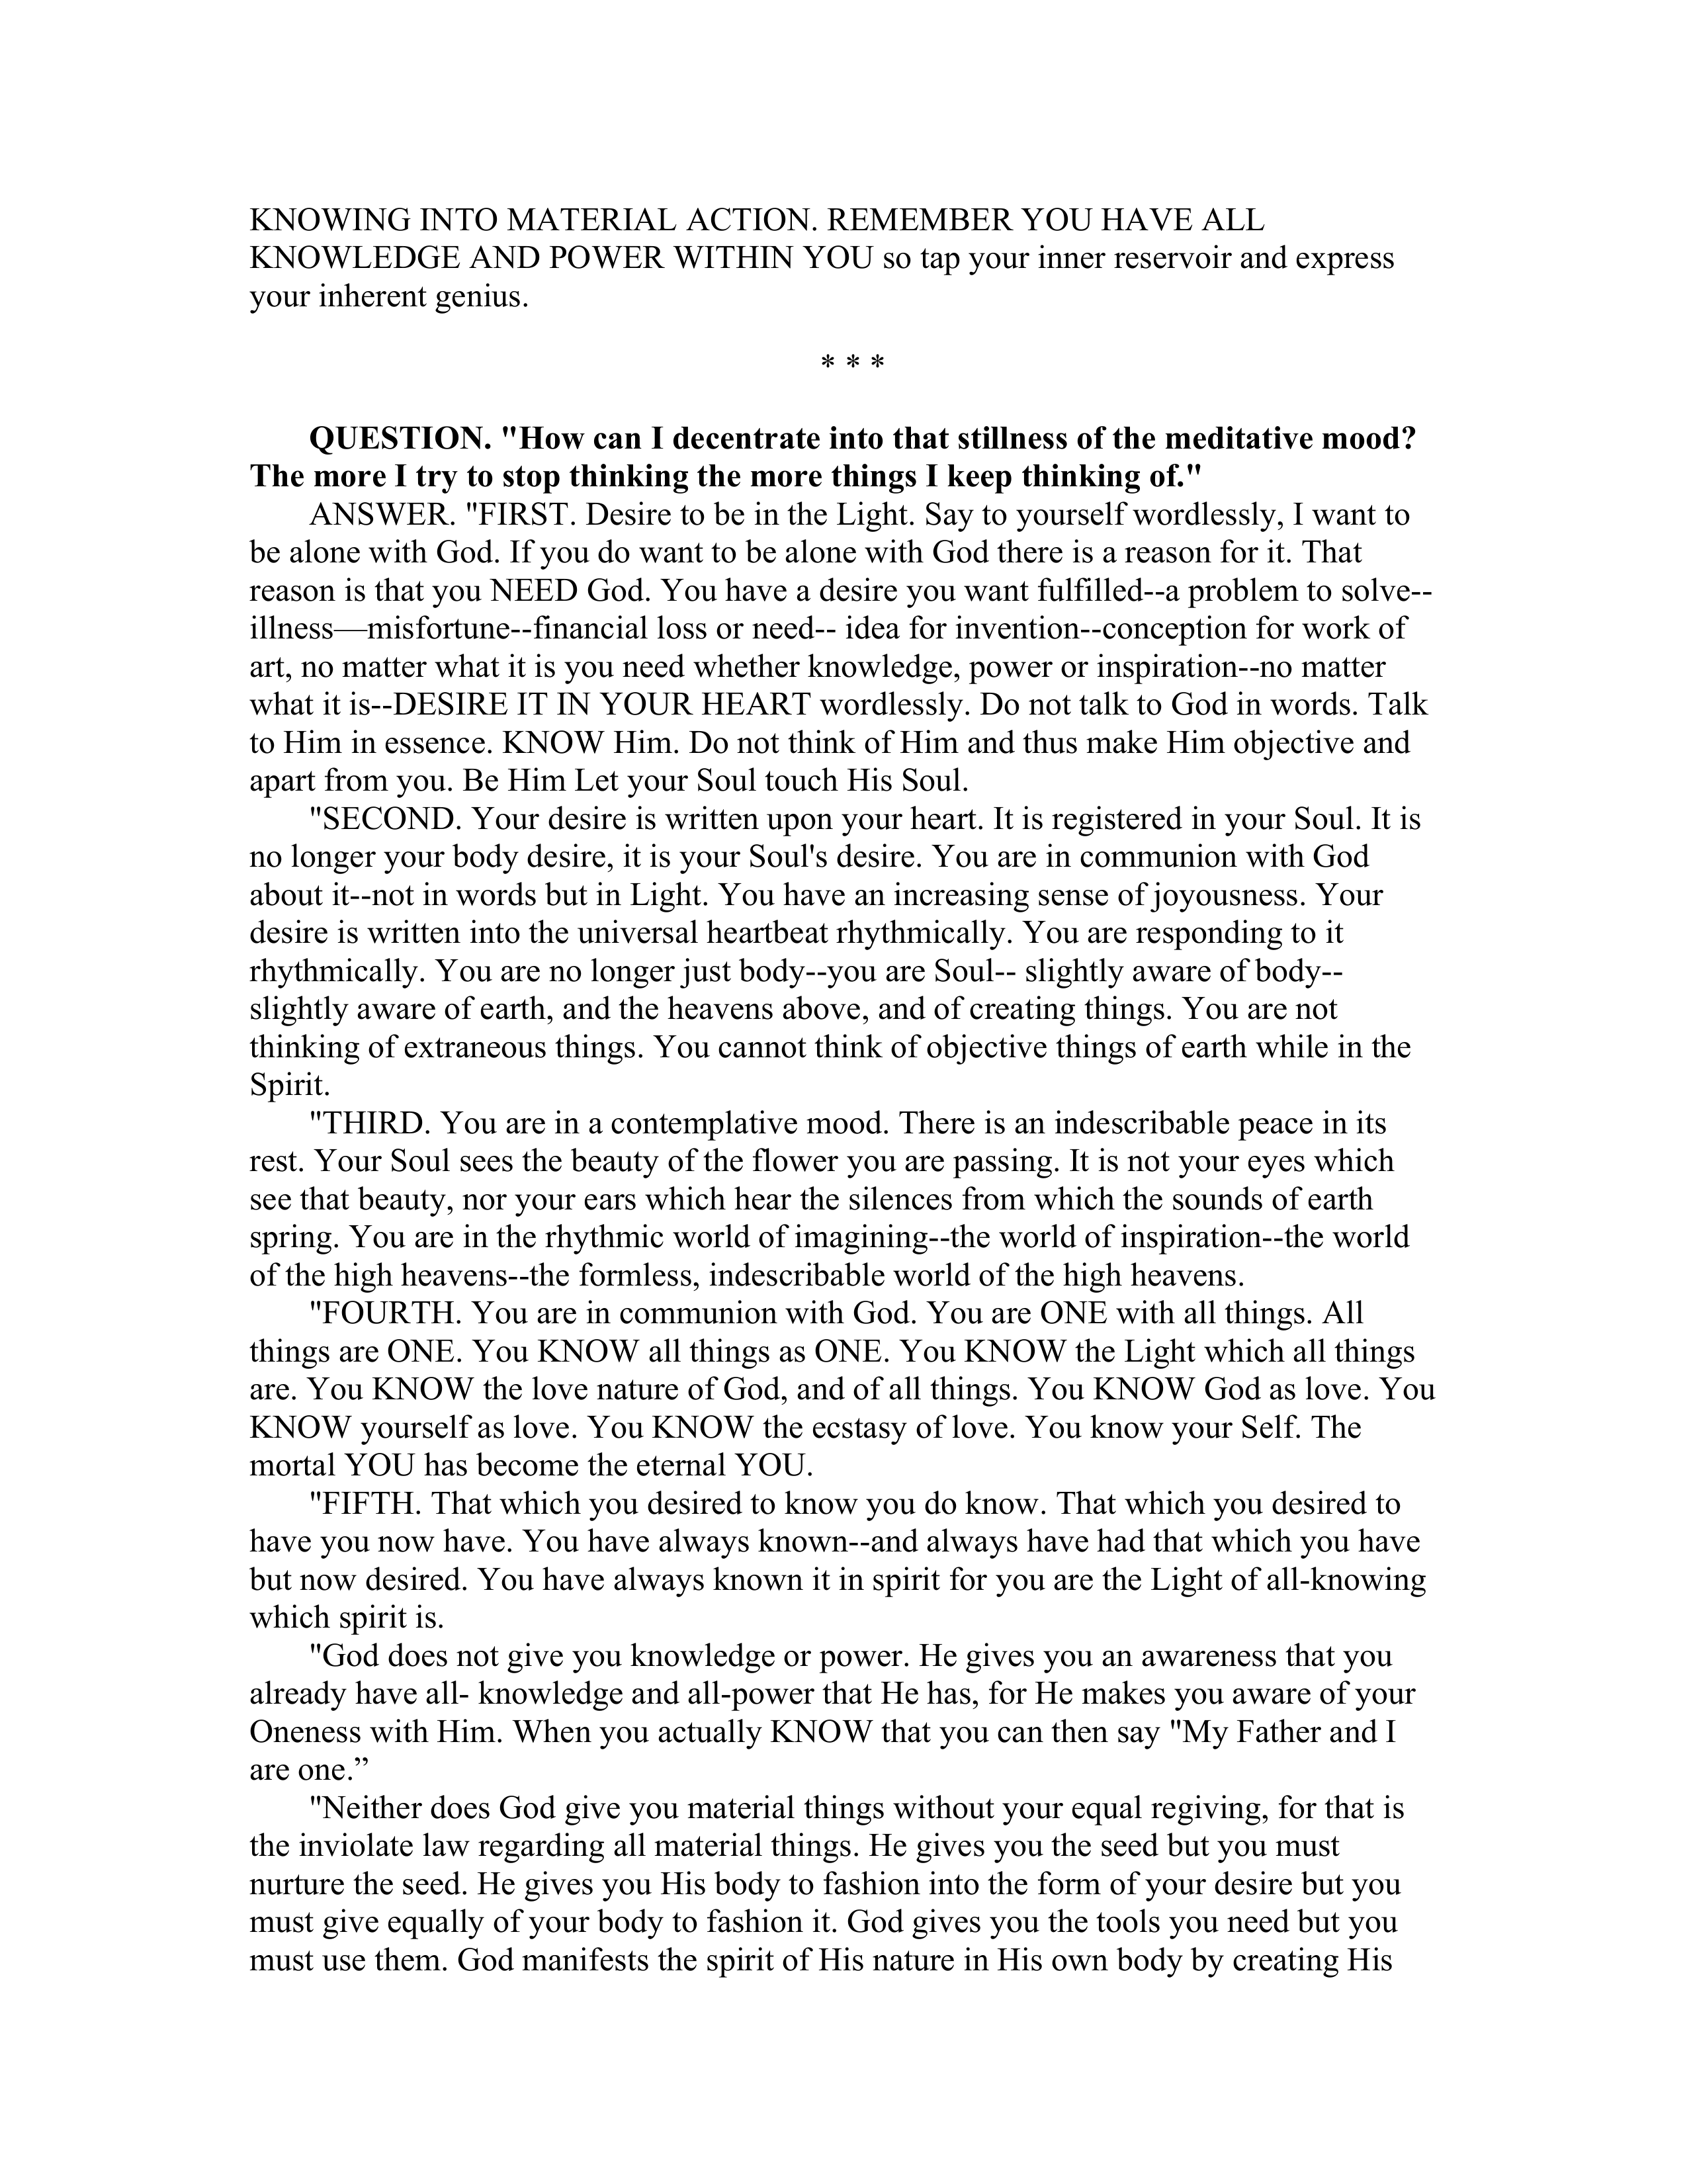 KNOWING INTO MATERIAL ACTION. REMEMBER YOU HAVE ALL
KNOWLEDGE AND POWER WITHIN YOU so tap your inner reservoir and express
your inherent genius.
* * *
QUESTION. "How can I decentrate into that stillness of the meditative mood?
The more I try to stop thinking the more things I keep thinking of."
ANSWER. "FIRST. Desire to be in the Light. Say to yourself wordlessly, I want to
be alone with God. If you do want to be alone with God there is a reason for it. That
reason is that you NEED God. You have a desire you want fulfilled--a problem to solve--
illness—misfortune--financial loss or need-- idea for invention--conception for work of
art, no matter what it is you need whether knowledge, power or inspiration--no matter
what it is--DESIRE IT IN YOUR HEART wordlessly. Do not talk to God in words. Talk
to Him in essence. KNOW Him. Do not think of Him and thus make Him objective and
apart from you. Be Him Let your Soul touch His Soul.
"SECOND. Your desire is written upon your heart. It is registered in your Soul. It is
no longer your body desire, it is your Soul's desire. You are in communion with God
about it--not in words but in Light. You have an increasing sense of joyousness. Your
desire is written into the universal heartbeat rhythmically. You are responding to it
rhythmically. You are no longer just body--you are Soul-- slightly aware of body--
slightly aware of earth, and the heavens above, and of creating things. You are not
thinking of extraneous things. You cannot think of objective things of earth while in the
Spirit.
"THIRD. You are in a contemplative mood. There is an indescribable peace in its
rest. Your Soul sees the beauty of the flower you are passing. It is not your eyes which
see that beauty, nor your ears which hear the silences from which the sounds of earth
spring. You are in the rhythmic world of imagining--the world of inspiration--the world
of the high heavens--the formless, indescribable world of the high heavens.
"FOURTH. You are in communion with God. You are ONE with all things. All
things are ONE. You KNOW all things as ONE. You KNOW the Light which all things
are. You KNOW the love nature of God, and of all things. You KNOW God as love. You
KNOW yourself as love. You KNOW the ecstasy of love. You know your Self. The
mortal YOU has become the eternal YOU.
"FIFTH. That which you desired to know you do know. That which you desired to
have you now have. You have always known--and always have had that which you have
but now desired. You have always known it in spirit for you are the Light of all-knowing
which spirit is.
"God does not give you knowledge or power. He gives you an awareness that you
already have all- knowledge and all-power that He has, for He makes you aware of your
Oneness with Him. When you actually KNOW that you can then say "My Father and I
are one.”
"Neither does God give you material things without your equal regiving, for that is
the inviolate law regarding all material things. He gives you the seed but you must
nurture the seed. He gives you His body to fashion into the form of your desire but you
must give equally of your body to fashion it. God gives you the tools you need but you
must use them. God manifests the spirit of His nature in His own body by creating His